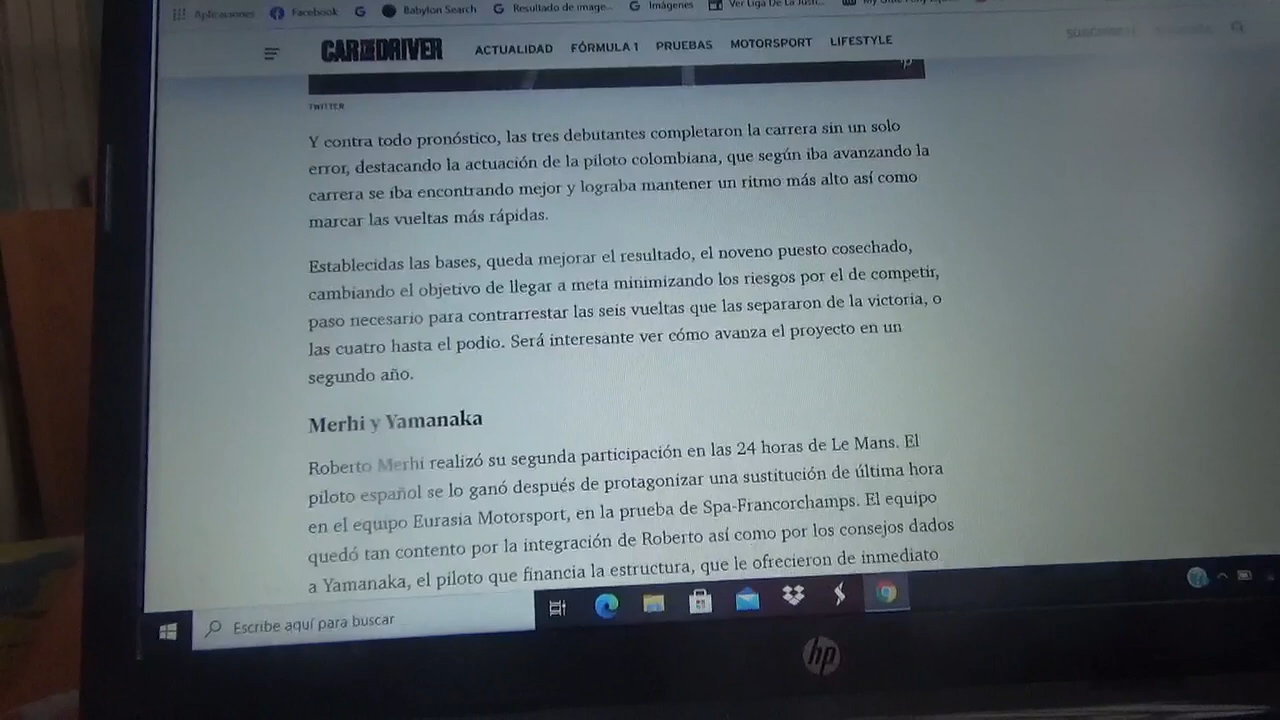 Aplicaciones Facebook Babylon Search Resultado de image... Imágenes Ver Liga De La Justi...
CAR AND DRIVER ACTUALIDAD FÓRMULA 1 PRUEBAS MOTORSPORT LIFESTYLE
TWITTER
Y contra todo pronóstico, las tres debutantes completaron la carrera sin un solo
error, destacando la actuación de la piloto colombiana, que según iba avanzando la
carrera se iba encontrando mejor y lograba mantener un ritmo más alto así como
marcar las vueltas más rápidas.
Establecidas las bases, queda mejorar el resultado, el noveno puesto cosechado,
cambiando el objetivo de llegar a meta minimizando los riesgos por el de competir,
paso necesario para contrarrestar las seis vueltas que las separaron de la victoria, o
las cuatro hasta el podio. Será interesante ver cómo avanza el proyecto en un
segundo año.
Merhi y Yamanaka
Roberto Merhi realizó su segunda participación en las 24 horas de Le Mans. El
piloto español se lo ganó después de protagonizar una sustitución de última hora
en el equipo Eurasia Motorsport, en la prueba de Spa-Francorchamps. El equipo
quedó tan contento por la integración de Roberto así como por los consejos dados
a Yamanaka, el piloto que financia la estructura, que le ofrecieron de inmediato
Escribe aquí para buscar
hp